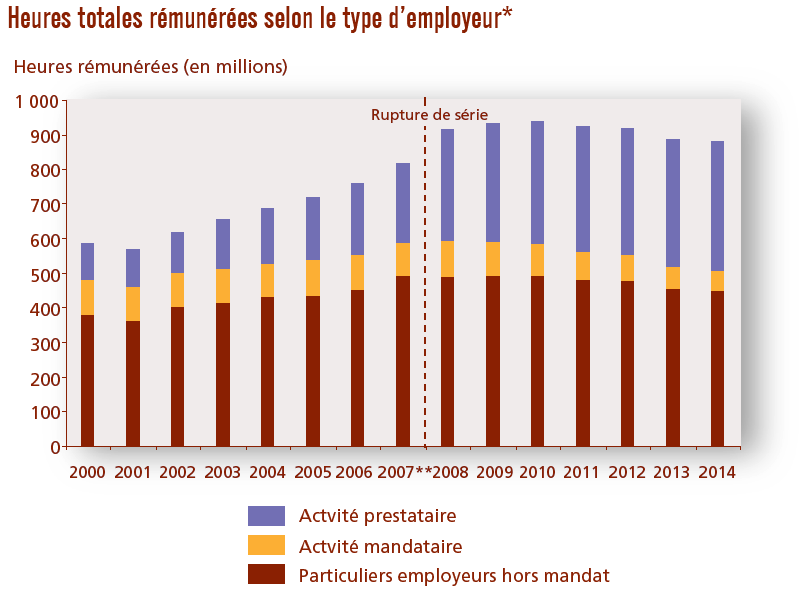 Heures totales rémunérées selon le type d'employeur*
Heures rémunérées (en millions)
Rupture de série
1 000
900
800
700
600
500
400
300
200
100
0
2000 2001 2002 2003 2004 2005 2006 2007**2008 2009 2010 2011 2012 2013 2014
Actvité prestataire
Actvité mandataire
Particuliers employeurs hors mandat